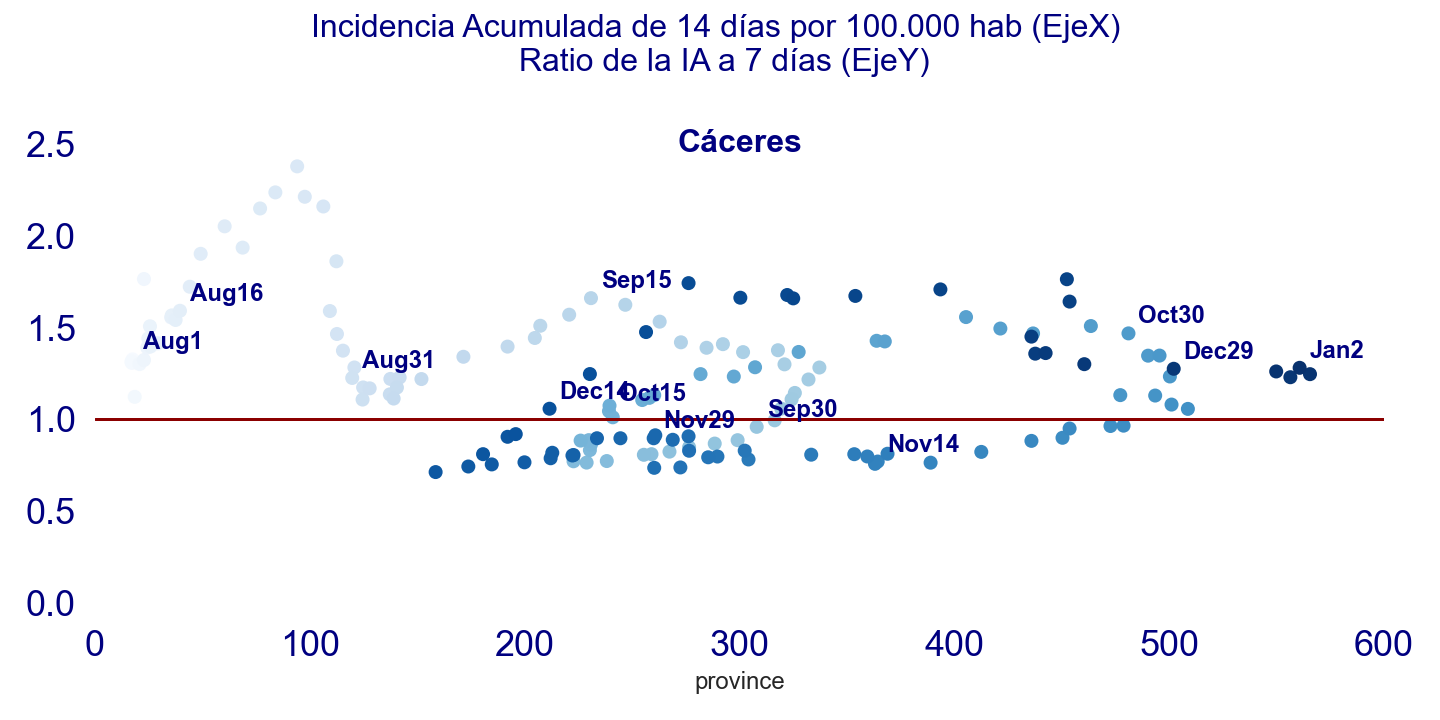 Incidencia Acumulada de 14 días por 100.000 hab (EjeX)
Ratio de la IA a 7 días (EjeY)
Cáceres
2.5
2.0
1.5
1.0
0.5
0.0
Aug16
Aug1
Aug31
Sep15
Dec14
Oct15
Nov29
Sep30
Nov14
Oct30
Dec29
Jan2
0 100 200 300 400 500 600
province